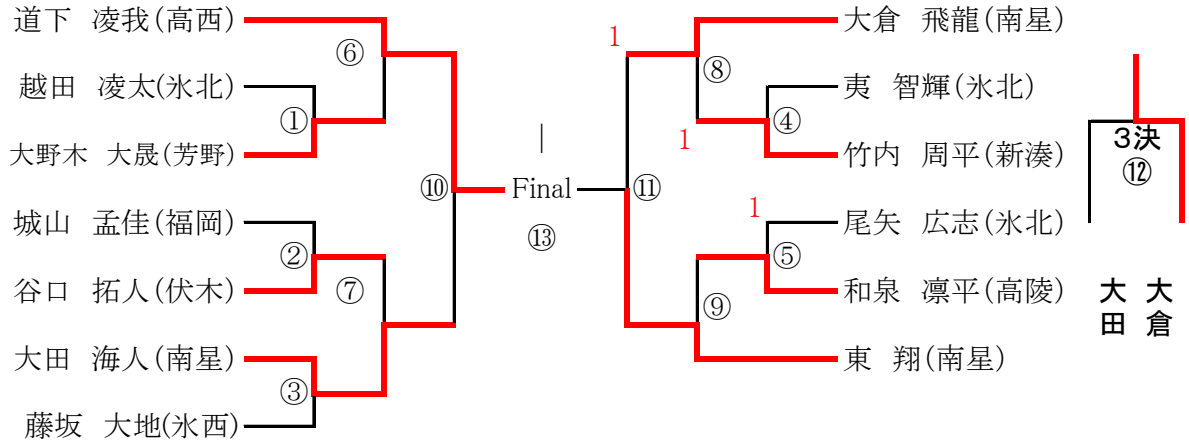 道下 凌我(高西)
越田 凌太(氷北)
大野木 大晟(芳野)
城山 孟佳(福岡)
谷口 拓人(伏木)
大田 海人(南星)
藤坂 大地(氷西)
⑥
①
②
⑦
③
⑩
|
Final
⑬
1
⑧
1
④
⑪
1
⑤
⑨
大倉 飛龍(南星)
夷 智輝(氷北)
竹内 周平(新湊)
尾矢 広志(氷北)
和泉 凛平(高陵)
東 翔(南星)
3決
⑫
大田
大倉